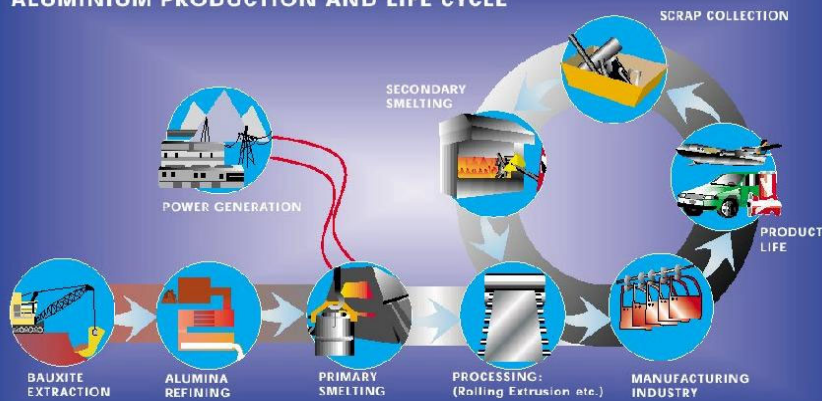 ALUMINIUM PRODUCTION AND LIFE CYCLE
SCRAP COLLECTION
SECONDARY
SMELTING
POWER GENERATION
PRODUCT
LIFE
BAUXITE
EXTRACTION
ALUMINA
REFINING
PRIMARY
SMELTING
PROCESSING:
(Rolling Extrusion etc.)
MANUFACTURING
INDUSTRY